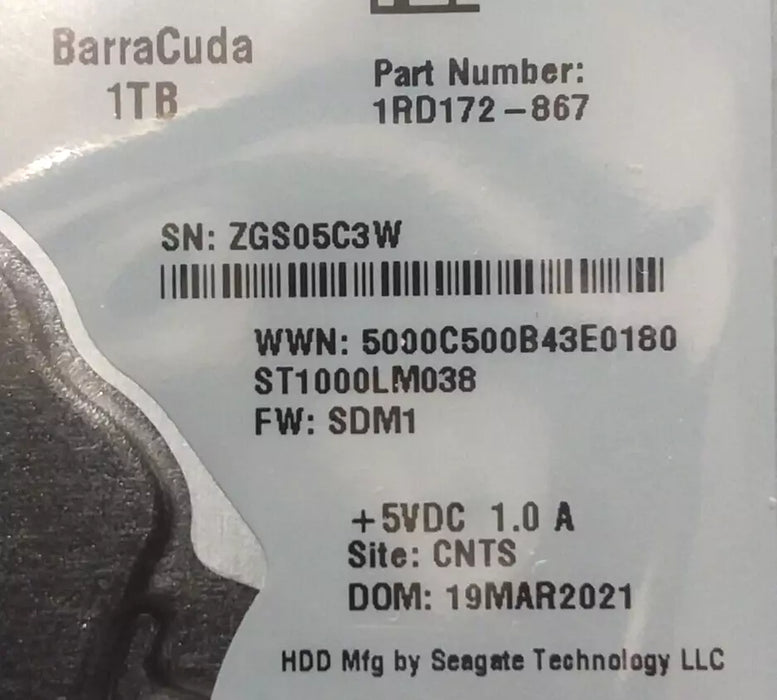 BarraCuda
1TB
Part Number:
1RD172-867
SN: ZGS05C3W
WWN: 5000C500B43E0180
ST1000LM038
FW: SDM1
+5VDC 1.0 A
Site: CNTS
DOM: 19MAR2021
HDD Mfg by Seagate Technology LLC